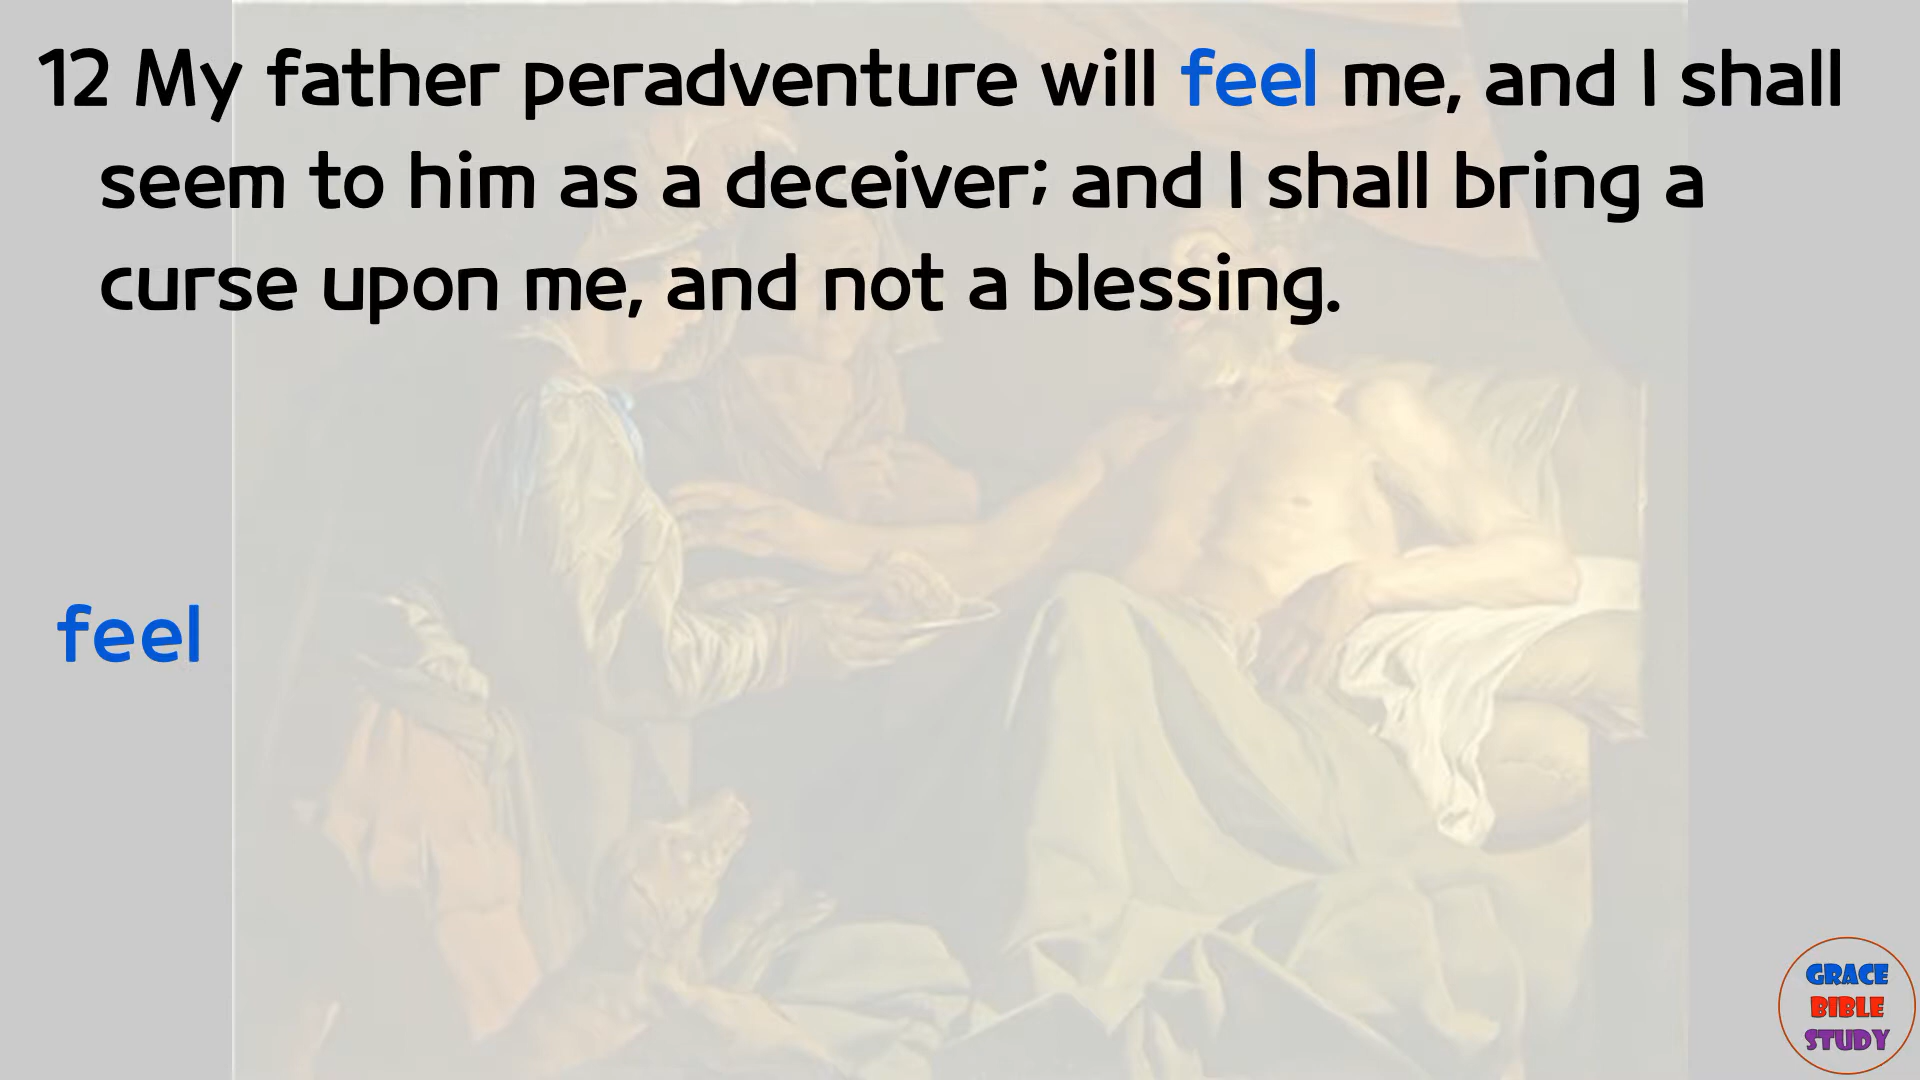 12 My father peradventure will feel me, and I shall
seem to him as a deceiver; and I shall bring a
curse upon me, and not a blessing.
feel
GRACE
BIBLE
STUDY